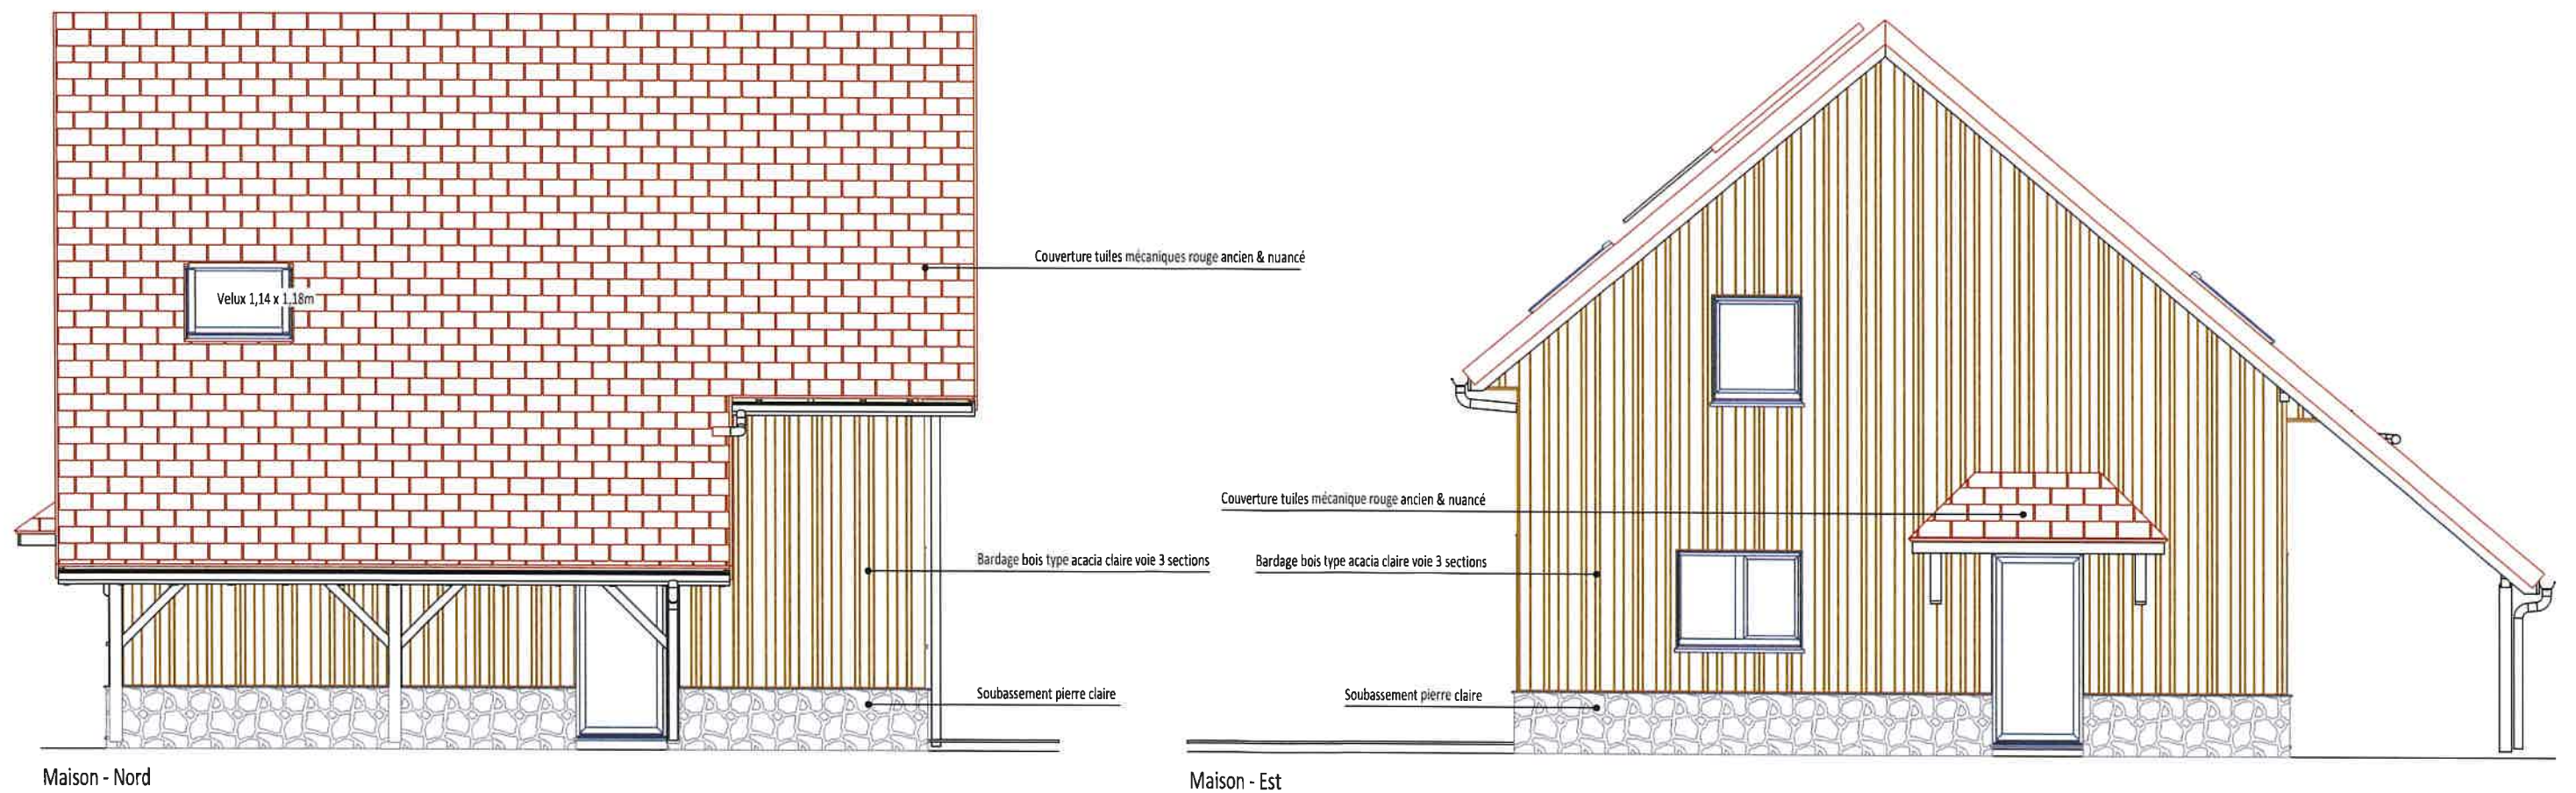 Couverture tuiles mécaniques rouge ancien & nuancé
Velux 1,14 x 1,18m
Couverture tuiles mécanique rouge ancien & nuancé
Bardage bois type acacia claire voie 3 sections
Bardage bois type acacia claire voie 3 sections
Soubassement pierre claire
Soubassement pierre claire
Maison - Nord
Maison - Est